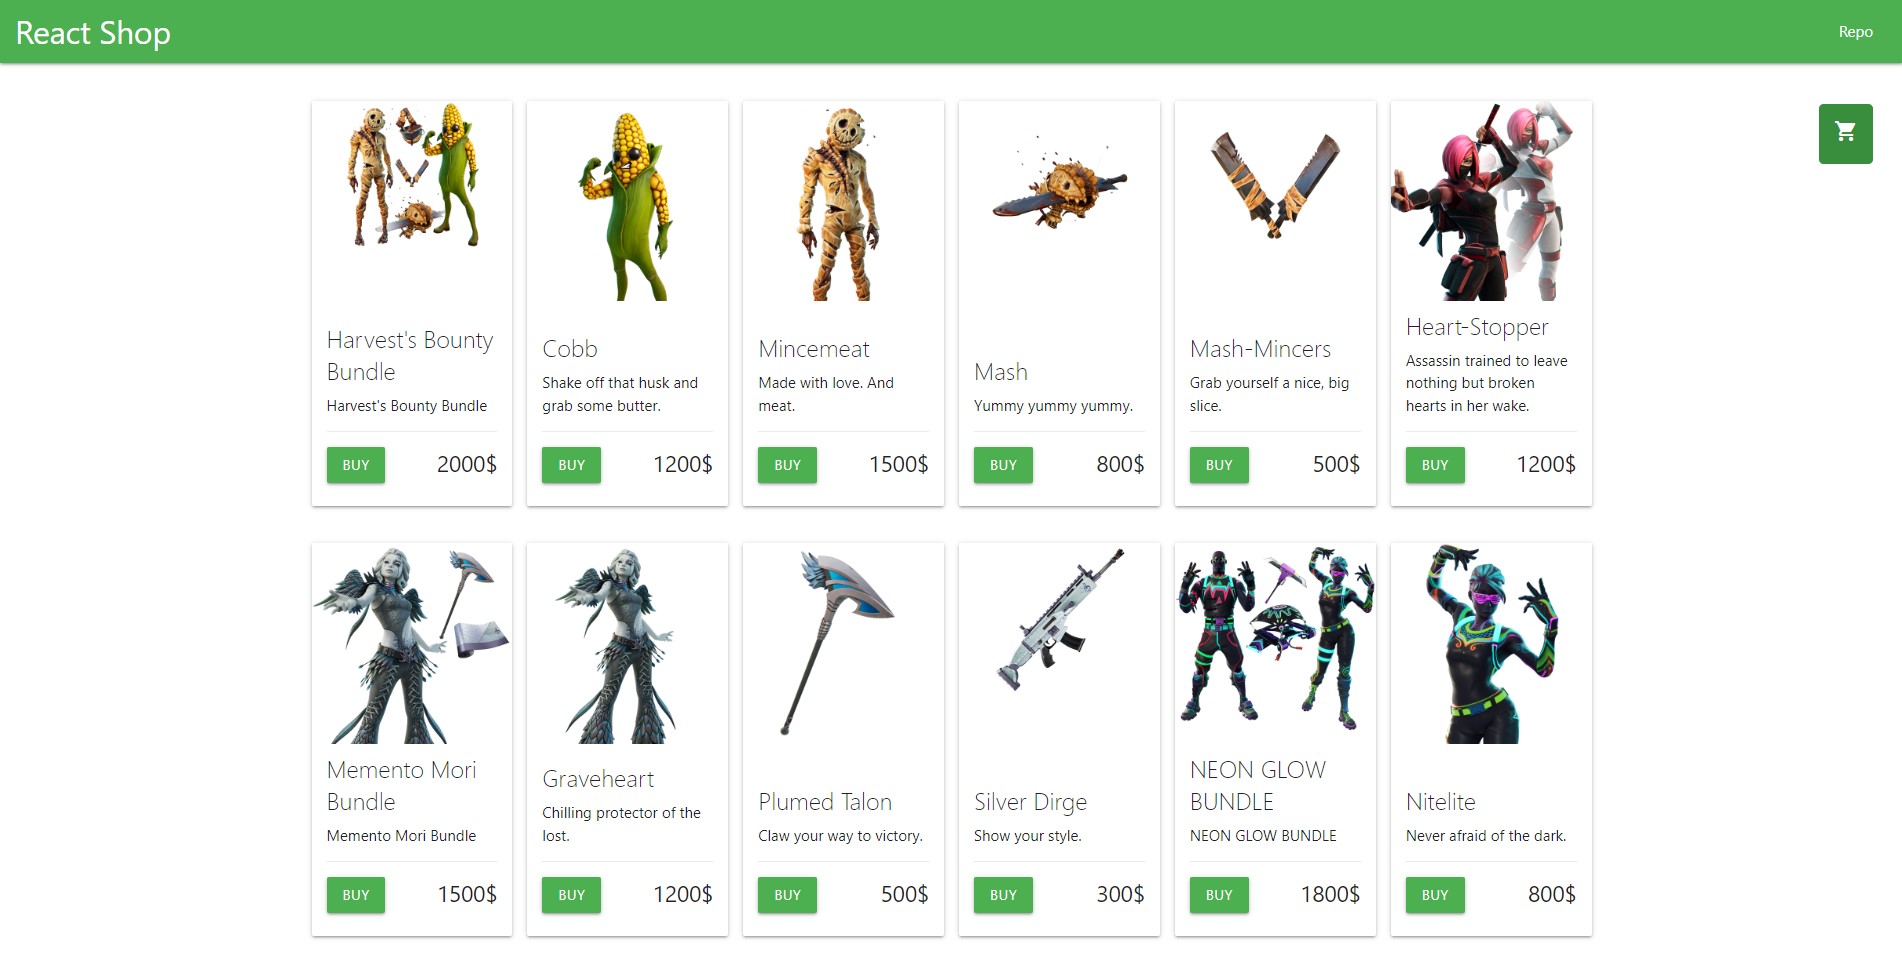 React Shop
Repo
Harvest's Bounty
Bundle
Harvest's Bounty Bundle
BUY 2000$
Cobb
Shake off that husk and
grab some butter.
BUY 1200$
Mincemeat
Made with love. And
meat.
BUY 1500$
Mash
Yummy yummy yummy.
BUY 800$
Mash-Mincers
Grab yourself a nice, big
slice.
BUY 500$
Heart-Stopper
Assassin trained to leave
nothing but broken
hearts in her wake.
BUY 1200$
Memento Mori
Bundle
Memento Mori Bundle
BUY 1500$
Graveheart
Chilling protector of the
lost.
BUY 1200$
Plumed Talon
Claw your way to victory.
BUY 500$
Silver Dirge
Show your style.
BUY 300$
NEON GLOW
BUNDLE
NEON GLOW BUNDLE
BUY 1800$
Nitelite
Never afraid of the dark.
BUY 800$